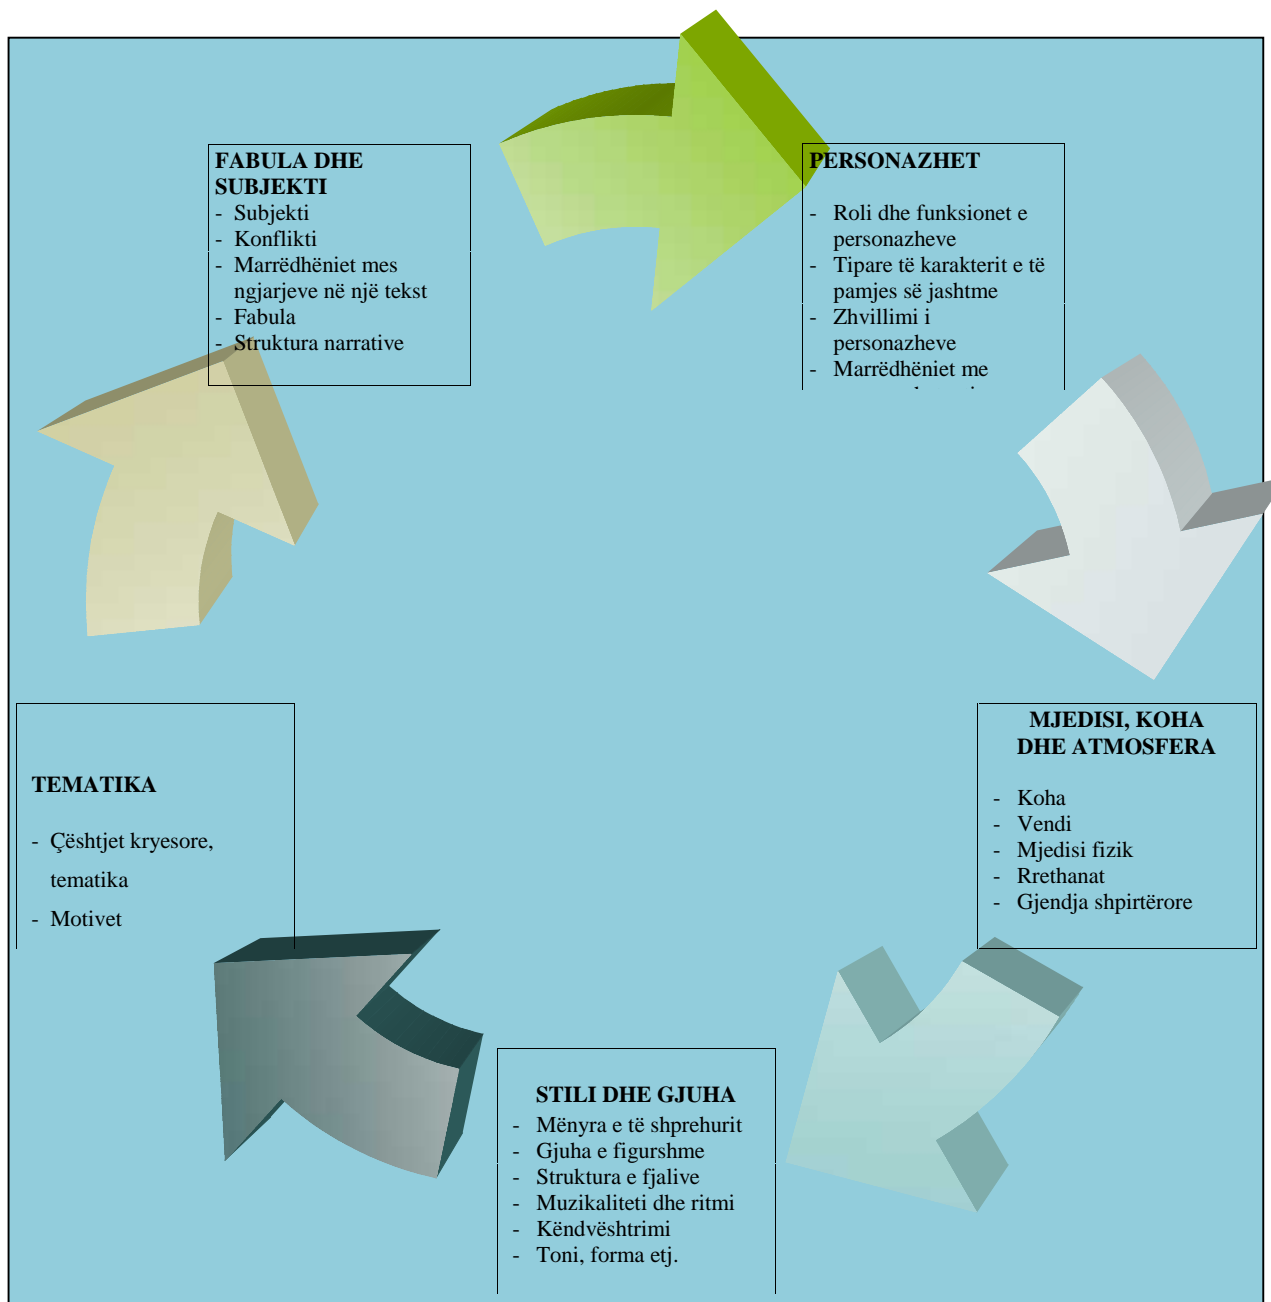 FABULA DHE
SUBJEKTI
- Subjekti
- Konflikti
- Marrëdhëniet mes
ngjarjeve në një tekst
- Fabula
- Struktura narrative
PERSONAZHET
- Roli dhe funksionet e
personazheve
- Tipare të karakterit e të
pamjes së jashtme
- Zhvillimi i
personazheve
- Marrëdhëniet me
MJEDISI, KOHA
DHE ATMOSFERA
- Koha
- Vendi
- Mjedisi fizik
- Rrethanat
- Gjendja shpirtërore
STILI DHE GJUHA
- Mënyra e të shprehurit
- Gjuha e figurshme
- Struktura e fjalive
- Muzikaliteti dhe ritmi
- Këndvështrimi
- Toni, forma etj.
TEMATIKA
- Çështjet kryesore,
tematika
- Motivet